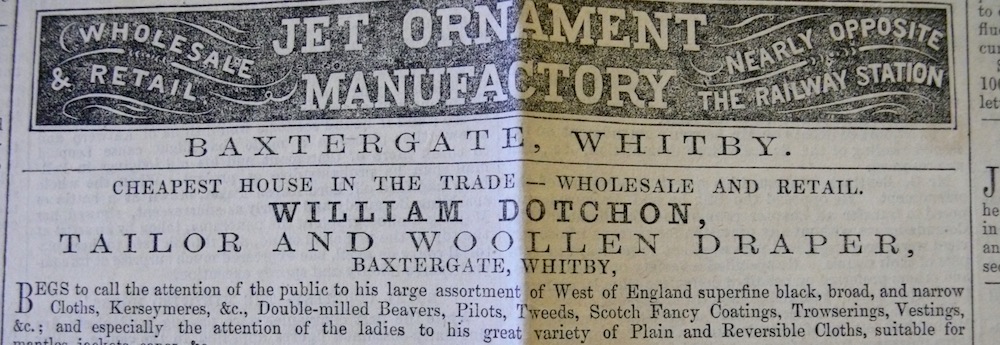 WHOLESALE & RETAIL
JET ORNAMENT
MANUFACTORY
NEARLY OPPOSITE
THE RAILWAY STATION
BAXTERGATE, WHITBY.
CHEAPEST HOUSE IN THE TRADE — WHOLESALE AND RETAIL.
WILLIAM DOTCHON,
TAILOR AND WOOLLEN DRAPER,
BAXTERGATE, WHITBY,
BEGS to call the attention of the public to his large assortment of West of England superfine black, broad, and narrow
Cloths, Kerseymeres, &c., Double-milled Beavers, Pilots, Tweeds, Scotch Fancy Coatings, Trowserings, Vestings,
&c.; and especially the attention of the ladies to his great variety of Plain and Reversible Cloths, suitable for